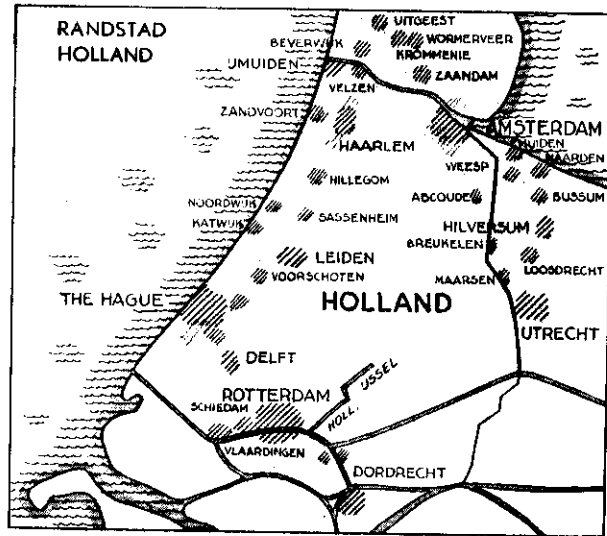 RANDSTAD
HOLLAND
UITGEEST
BEVERWIJK
WORMERVEER
KROMMENIE
IJMUIDEN
ZAANDAM
VELZEN
ZANDVOORT
AMSTERDAM
HAARLEM
MUIDEN
NAARDEN
WEESP
HILLEGOM
ABCOUDE
BUSSUM
NOORDWIJK
SASSENHEIM
KATWIJK
HILVERSUM
BREUKELEN
LEIDEN
LOOSDRECHT
VOORSCHOTEN
MAARSEN
THE HAGUE
HOLLAND
UTRECHT
DELFT
HOLL. IJSSEL
ROTTERDAM
SCHIEDAM
VLAARDINGEN
DORDRECHT